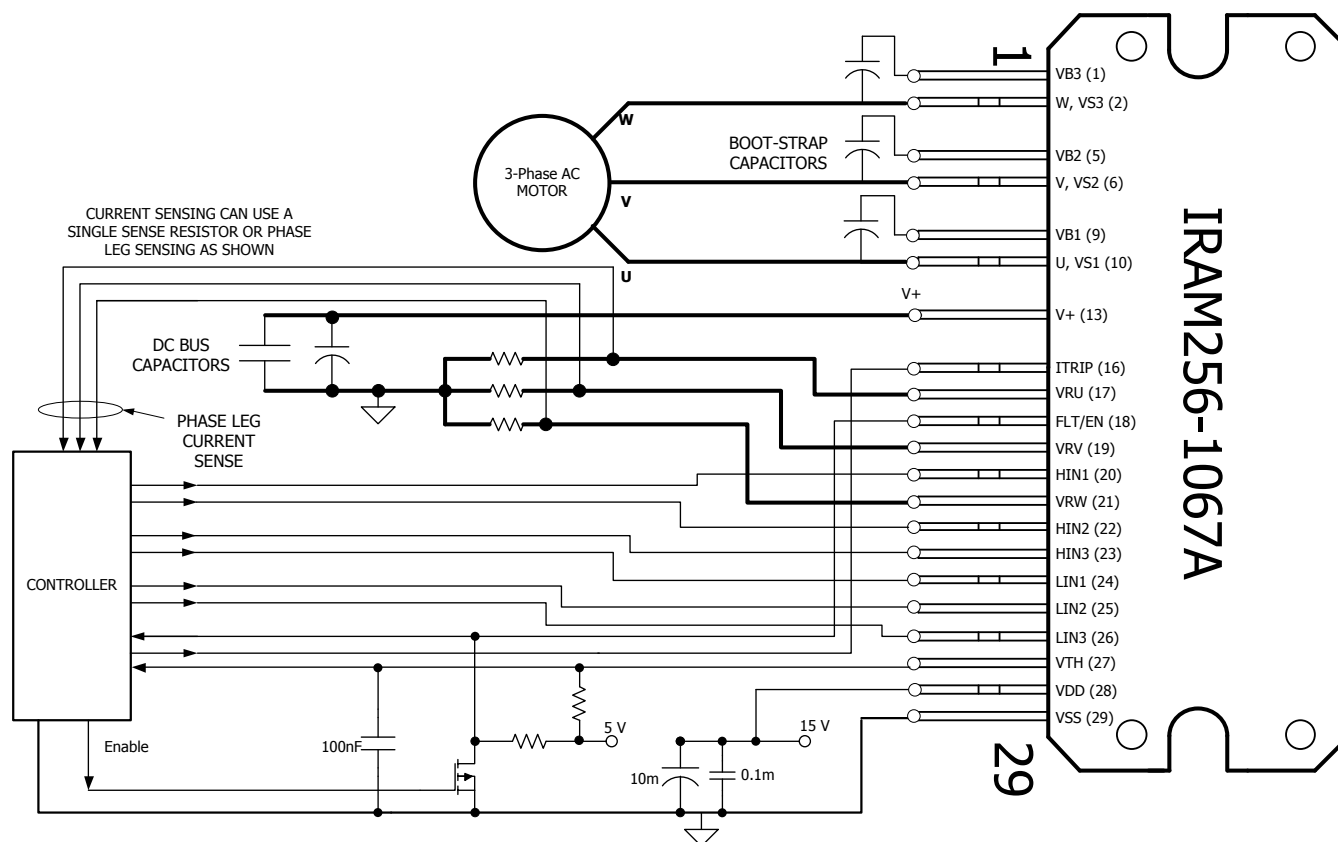 1
VB3 (1)
W, VS3 (2)
W
BOOT-STRAP
CAPACITORS
VB2 (5)
3-Phase AC
MOTOR
V, VS2 (6)
V
CURRENT SENSING CAN USE A
SINGLE SENSE RESISTOR OR PHASE
LEG SENSING AS SHOWN
VB1 (9)
U, VS1 (10)
U
IRAM256-1067A
V+
V+ (13)
DC BUS
CAPACITORS
ITRIP (16)
VRU (17)
PHASE LEG
CURRENT
SENSE
FLT/EN (18)
VRV (19)
HIN1 (20)
VRW (21)
HIN2 (22)
HIN3 (23)
CONTROLLER
LIN1 (24)
LIN2 (25)
LIN3 (26)
VTH (27)
VDD (28)
VSS (29)
5 V
15 V
Enable
100nF
10m
0.1m
29